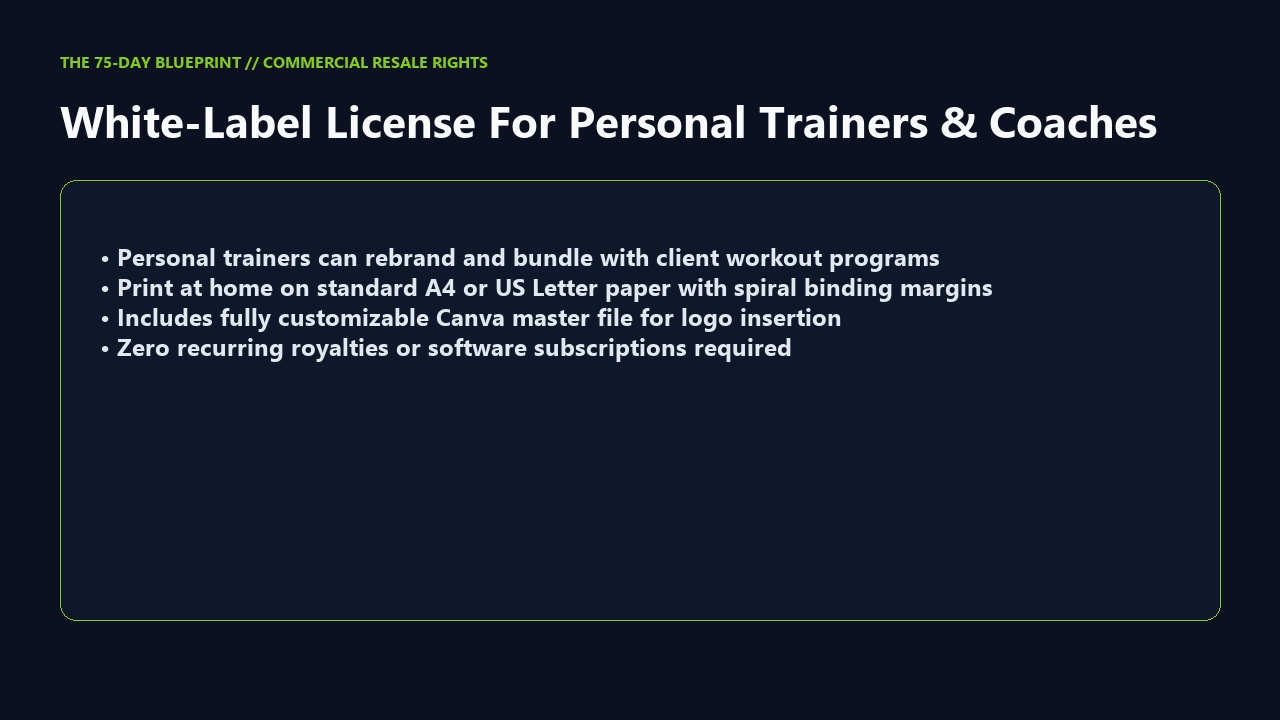 THE 75-DAY BLUEPRINT // COMMERCIAL RESALE RIGHTS
White-Label License For Personal Trainers & Coaches
• Personal trainers can rebrand and bundle with client workout programs
• Print at home on standard A4 or US Letter paper with spiral binding margins
• Includes fully customizable Canva master file for logo insertion
• Zero recurring royalties or software subscriptions required